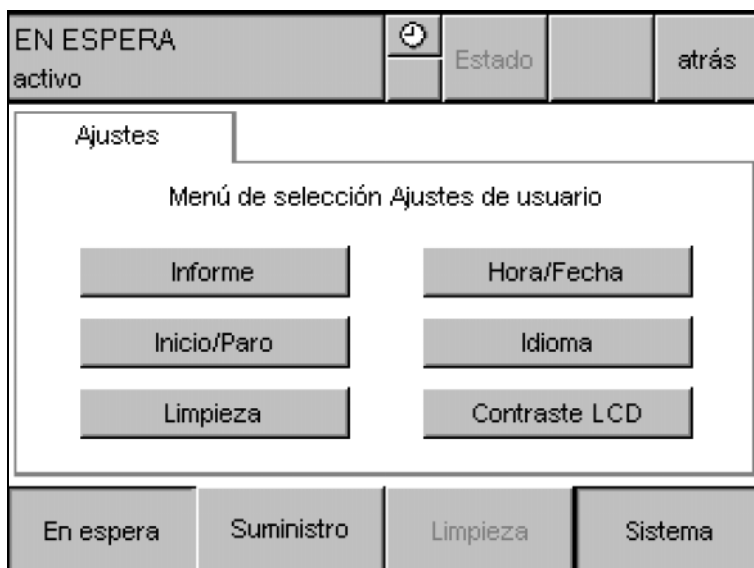 EN ESPERA
activo
Estado
atrás
Ajustes
Menú de selección Ajustes de usuario
Informe
Hora/Fecha
Inicio/Paro
Idioma
Limpieza
Contraste LCD
En espera
Suministro
Limpieza
Sistema